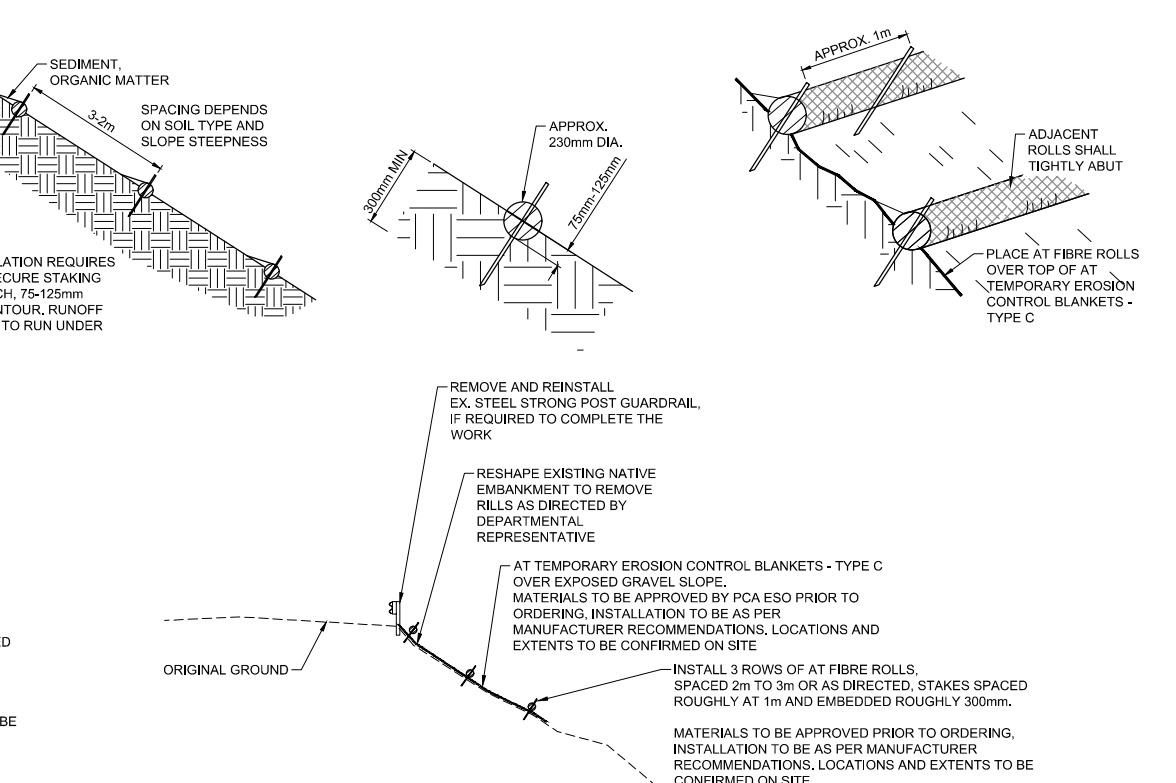 SEDIMENT,
ORGANIC MATTER
3-2m
SPACING DEPENDS
ON SOIL TYPE AND
SLOPE STEEPNESS
LATION REQUIRES
ECURE STAKING
CH, 75-125mm
NTOUR. RUNOFF
TO RUN UNDER
300mm MIN
APPROX.
230mm DIA.
75mm-125mm
APPROX. 1m
ADJACENT
ROLLS SHALL
TIGHTLY ABUT
PLACE AT FIBRE ROLLS
OVER TOP OF AT
TEMPORARY EROSION
CONTROL BLANKETS -
TYPE C
REMOVE AND REINSTALL
EX. STEEL STRONG POST GUARDRAIL,
IF REQUIRED TO COMPLETE THE
WORK
RESHAPE EXISTING NATIVE
EMBANKMENT TO REMOVE
RILLS AS DIRECTED BY
DEPARTMENTAL
REPRESENTATIVE
AT TEMPORARY EROSION CONTROL BLANKETS - TYPE C
OVER EXPOSED GRAVEL SLOPE.
MATERIALS TO BE APPROVED BY PCA ESO PRIOR TO
ORDERING, INSTALLATION TO BE AS PER
MANUFACTURER RECOMMENDATIONS. LOCATIONS AND
EXTENTS TO BE CONFIRMED ON SITE
ORIGINAL GROUND
ED
BE
INSTALL 3 ROWS OF AT FIBRE ROLLS,
SPACED 2m TO 3m OR AS DIRECTED, STAKES SPACED
ROUGHLY AT 1m AND EMBEDDED ROUGHLY 300mm.
MATERIALS TO BE APPROVED PRIOR TO ORDERING,
INSTALLATION TO BE AS PER MANUFACTURER
RECOMMENDATIONS. LOCATIONS AND EXTENTS TO BE
CONFIRMED ON SITE